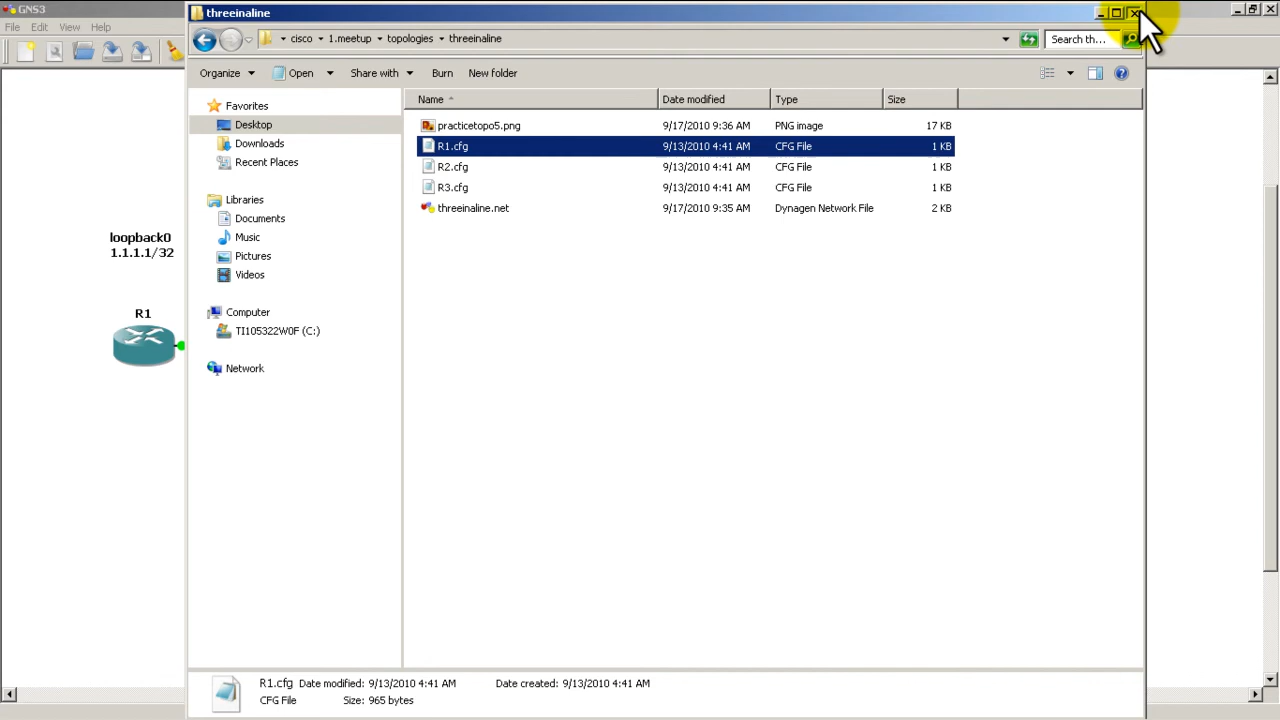 GNS3
threeinaline
File Edit View Help
cisco 1.meetup topologies threeinaline
Search th...
Organize Open Share with Burn New folder
Name Date modified Type Size
Favorites
Desktop
Downloads
Recent Places
Libraries
Documents
Music
Pictures
Videos
Computer
TI105322W0F (C:)
Network
practicetopo5.png 9/17/2010 9:36 AM PNG image 17 KB
R1.cfg 9/13/2010 4:41 AM CFG File 1 KB
R2.cfg 9/13/2010 4:41 AM CFG File 1 KB
R3.cfg 9/13/2010 4:41 AM CFG File 1 KB
threeinaline.net 9/17/2010 9:35 AM Dynagen Network File 2 KB
loopback0
1.1.1.1/32
R1
R1.cfg Date modified: 9/13/2010 4:41 AM Date created: 9/13/2010 4:41 AM
CFG File Size: 965 bytes